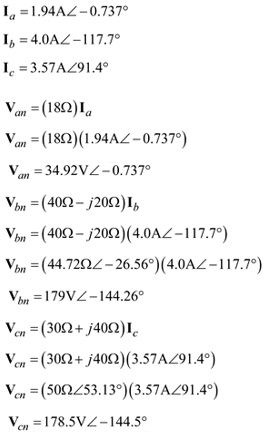 I_a = 1.94A∠−0.737°
I_b = 4.0A∠−117.7°
I_c = 3.57A∠91.4°
V_an = (18Ω)I_a
V_an = (18Ω)(1.94A∠−0.737°)
V_an = 34.92V∠−0.737°
V_bn = (40Ω−j20Ω)I_b
V_bn = (40Ω−j20Ω)(4.0A∠−117.7°)
V_bn = (44.72Ω∠−26.56°)(4.0A∠−117.7°)
V_bn = 179V∠−144.26°
V_cn = (30Ω+j40Ω)I_c
V_cn = (30Ω+j40Ω)(3.57A∠91.4°)
V_cn = (50Ω∠53.13°)(3.57A∠91.4°)
V_cn = 178.5V∠−144.5°